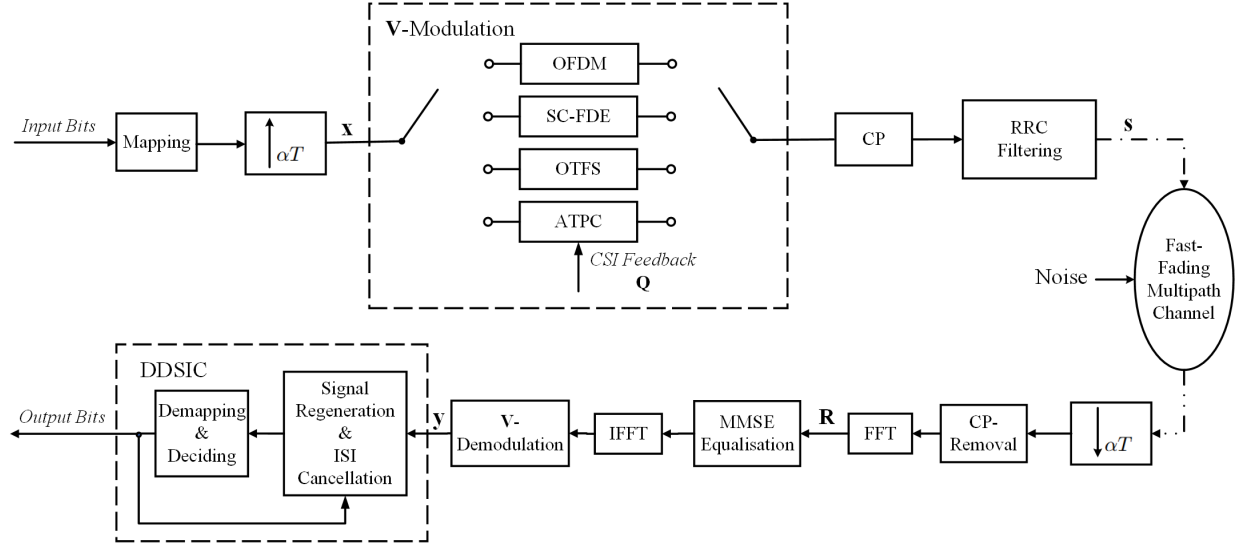 V-Modulation
OFDM
SC-FDE
OTFS
ATPC
CSI Feedback
Q
Input Bits
Mapping
αT
x
CP
RRC
Filtering
s
Noise
Fast-
Fading
Multipath
Channel
DDSIC
Output Bits
Demapping
&
Deciding
Signal
Regeneration
&
ISI
Cancellation
y
V-
Demodulation
IFFT
MMSE
Equalisation
R
FFT
CP-
Removal
αT